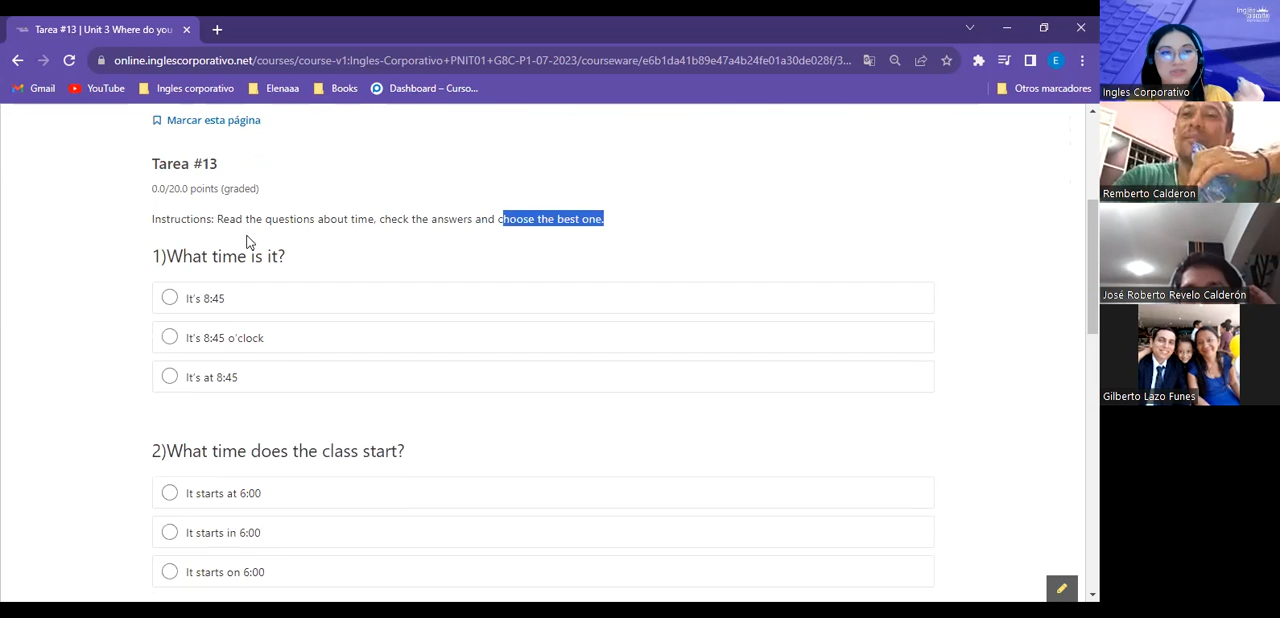 Tarea #13 | Unit 3 Where do you
online.inglescorporativo.net/courses/course-v1:Ingles-Corporativo+PNIT01+G8C-P1-07-2023/courseware/e6b1da41b89e47a4b24fe01a30de028f/3...
E
Gmail
YouTube
Ingles corporativo
Elenaaa
Books
Dashboard – Curso...
Otros marcadores
Marcar esta página
Tarea #13
0.0/20.0 points (graded)
Instructions: Read the questions about time, check the answers and choose the best one.
1)What time is it?
It's 8:45
It's 8:45 o'clock
It's at 8:45
2)What time does the class start?
It starts at 6:00
It starts in 6:00
It starts on 6:00
Ingles Corporativo
Remberto Calderon
José Roberto Revelo Calderón
Gilberto Lazo Funes